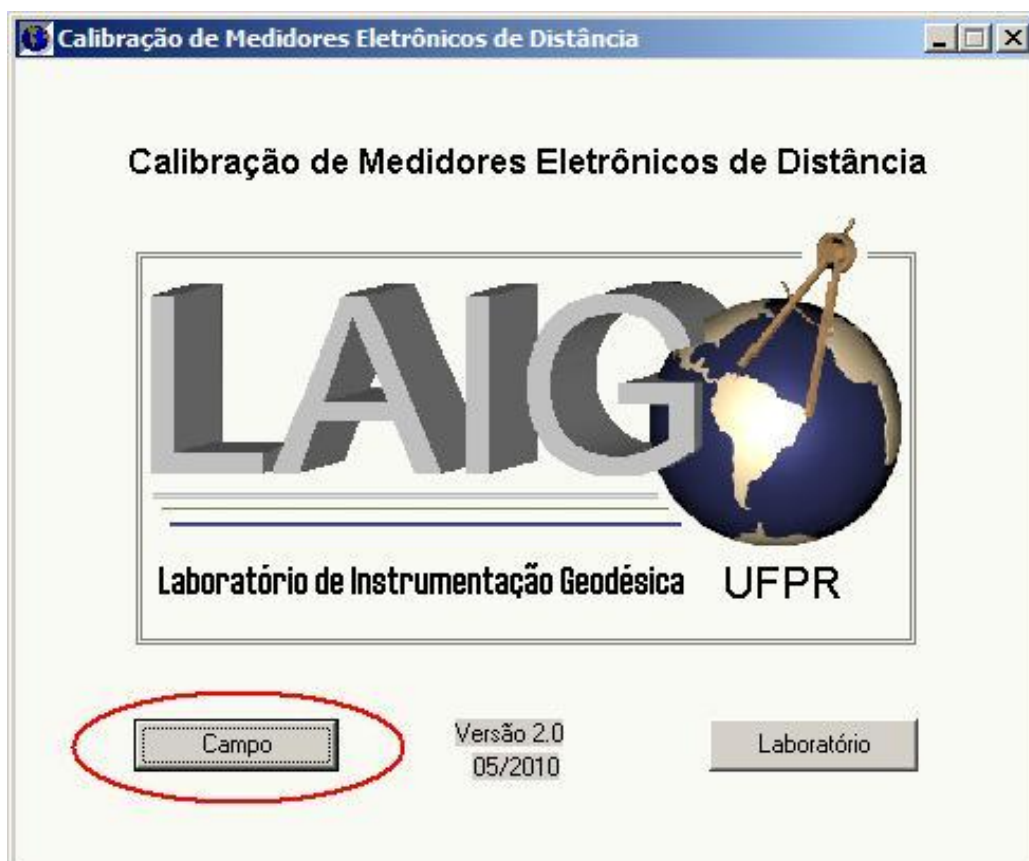 Calibração de Medidores Eletrônicos de Distância
Calibração de Medidores Eletrônicos de Distância
LAIG
Laboratório de Instrumentação Geodésica UFPR
Campo
Versão 2.0
05/2010
Laboratório